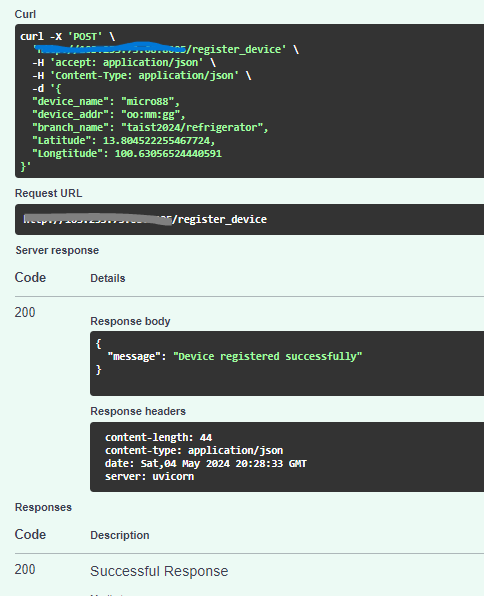 Curl
curl -X 'POST' \
/register_device' \
-H 'accept: application/json' \
-H 'Content-Type: application/json' \
-d '{
"device_name": "micro88",
"device_addr": "oo:mm:gg",
"branch_name": "taist2024/refrigerator",
"Latitude": 13.804522255467724,
"Longtitude": 100.63056524440591
}'
Request URL
/register_device
Server response
Code
Details
200
Response body
{
"message": "Device registered successfully"
}
Response headers
content-length: 44
content-type: application/json
date: Sat,04 May 2024 20:28:33 GMT
server: uvicorn
Responses
Code
Description
200
Successful Response